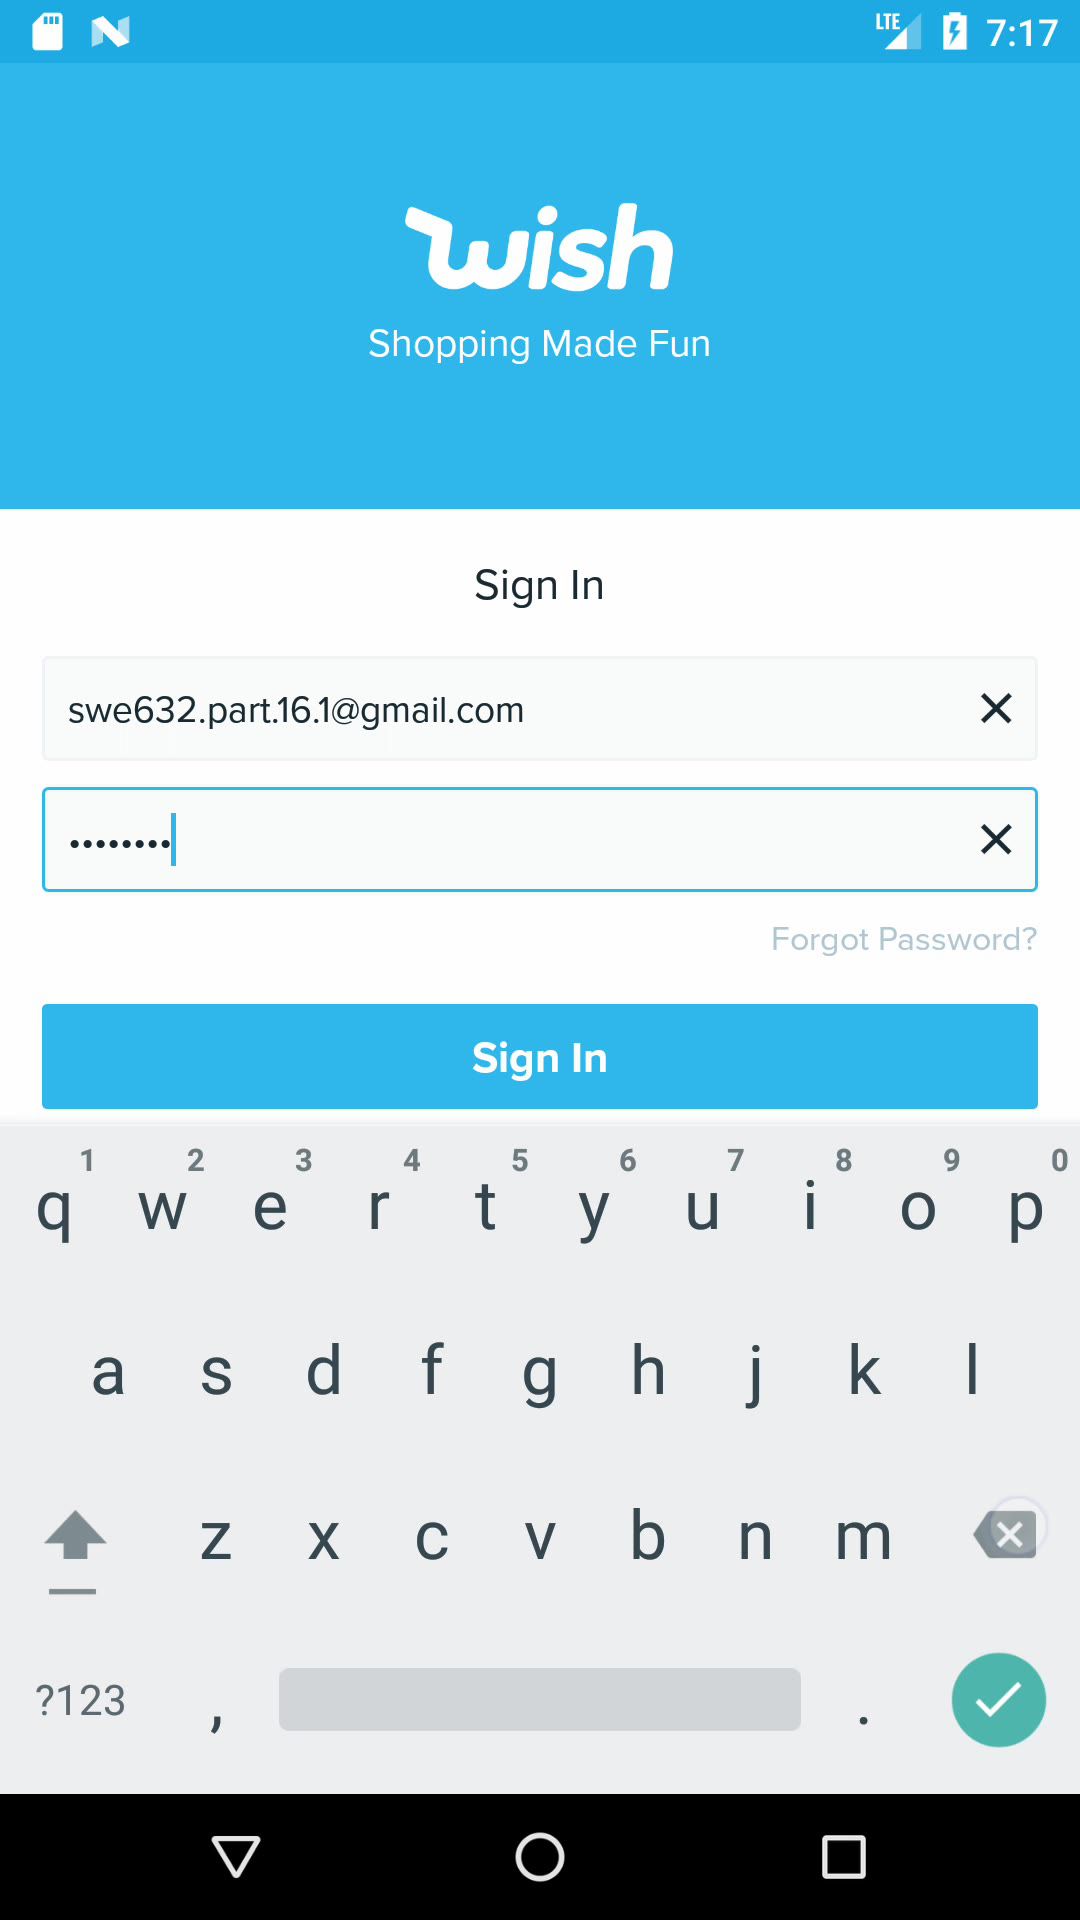 LTE 7:17
wish
Shopping Made Fun
Sign In
swe632.part.16.1@gmail.com
••••••••
Forgot Password?
Sign In
1 2 3 4 5 6 7 8 9 0
q w e r t y u i o p
a s d f g h j k l
z x c v b n m
?123 , .